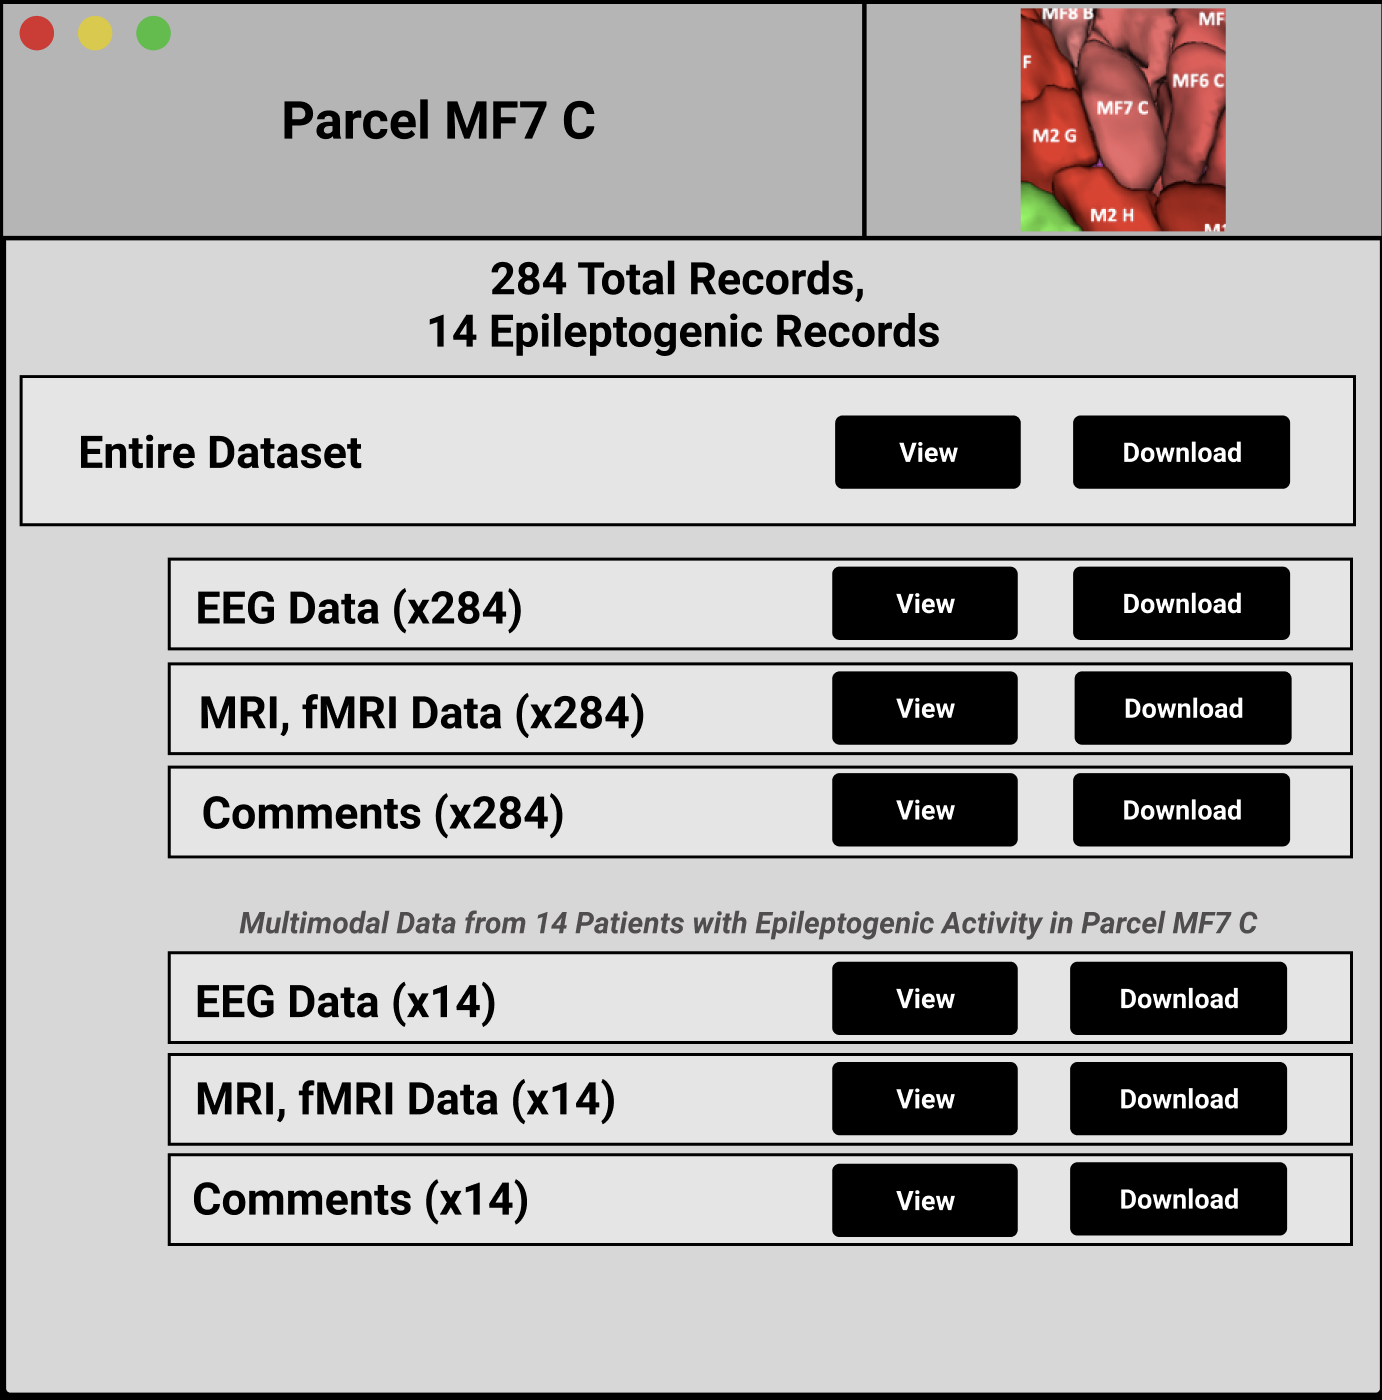 Parcel MF7 C
MF8 B
MF
F
MF6 C
MF7 C
M2 G
M2 H
284 Total Records,
14 Epileptogenic Records
Entire Dataset
View
Download
EEG Data (x284)
View
Download
MRI, fMRI Data (x284)
View
Download
Comments (x284)
View
Download
Multimodal Data from 14 Patients with Epileptogenic Activity in Parcel MF7 C
EEG Data (x14)
View
Download
MRI, fMRI Data (x14)
View
Download
Comments (x14)
View
Download